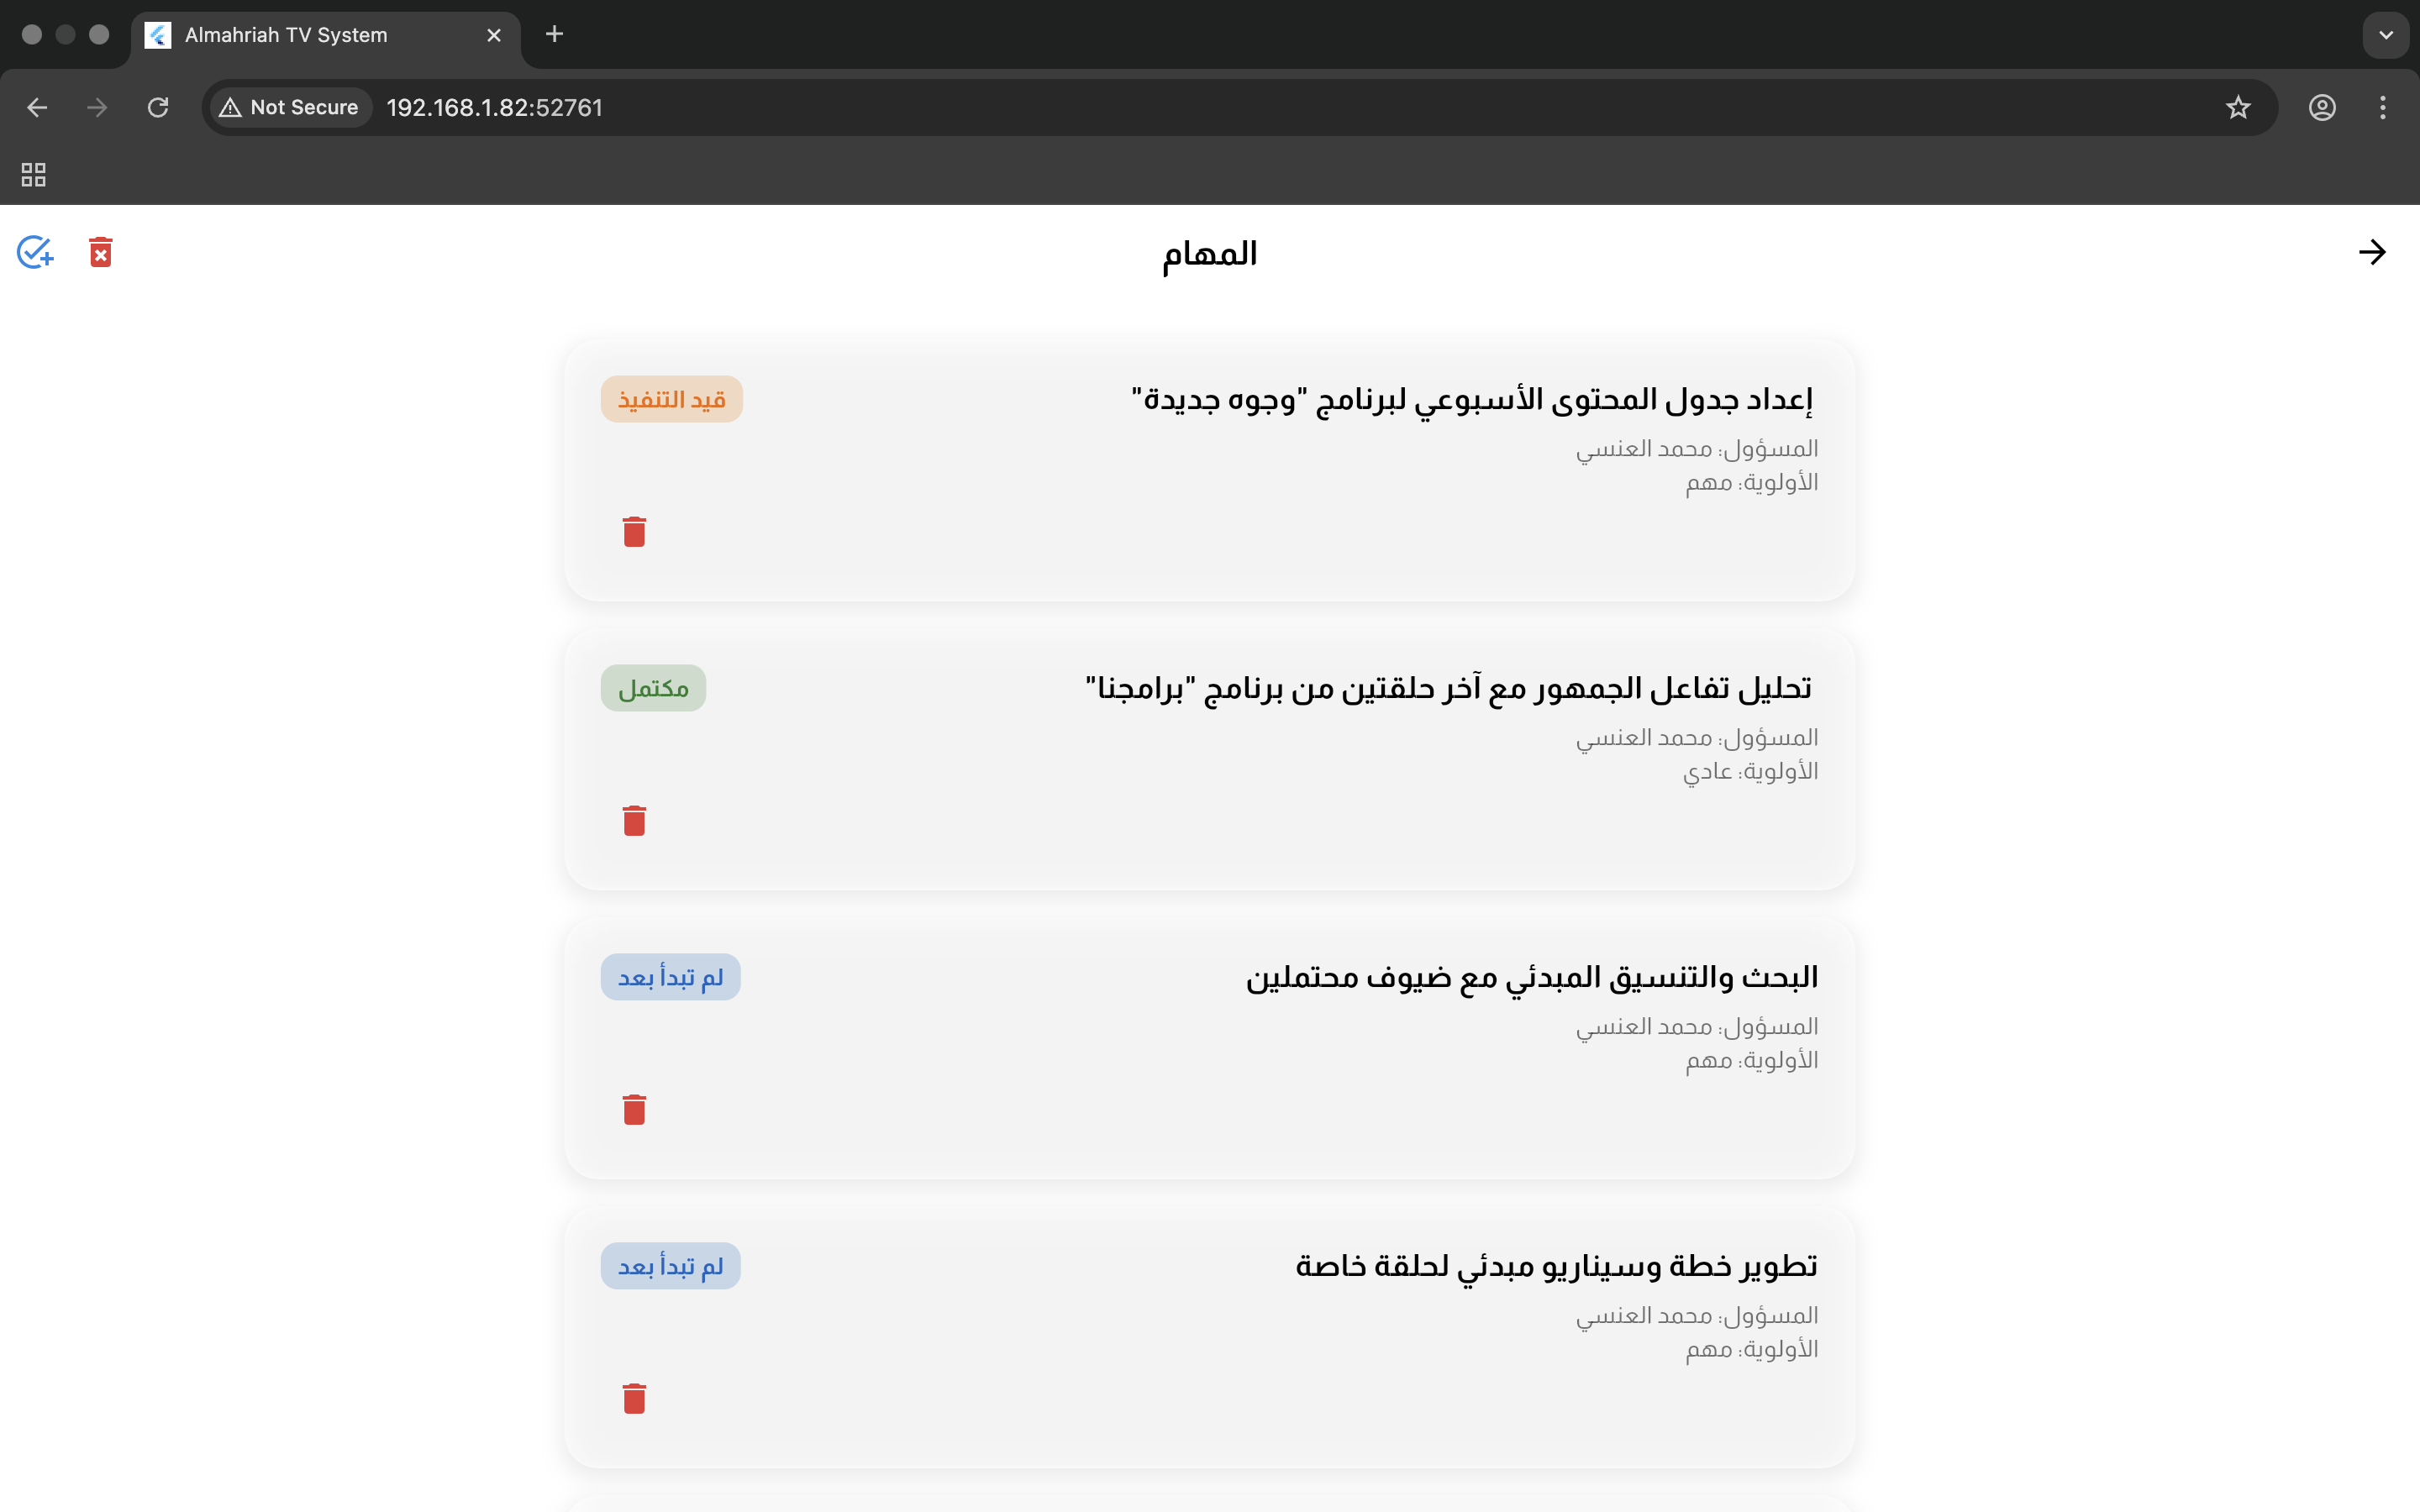 Almahriah TV System
Not Secure
192.168.1.82:52761
المهام
إعداد جدول المحتوى الأسبوعي لبرنامج "وجوه جديدة"
قيد التنفيذ
المسؤول: محمد العنسي
الأولوية: مهم
تحليل تفاعل الجمهور مع آخر حلقتين من برنامج "برامجنا"
مكتمل
المسؤول: محمد العنسي
الأولوية: عادي
البحث والتنسيق المبدئي مع ضيوف محتملين
لم تبدأ بعد
المسؤول: محمد العنسي
الأولوية: مهم
تطوير خطة وسيناريو مبدئي لحلقة خاصة
لم تبدأ بعد
المسؤول: محمد العنسي
الأولوية: مهم